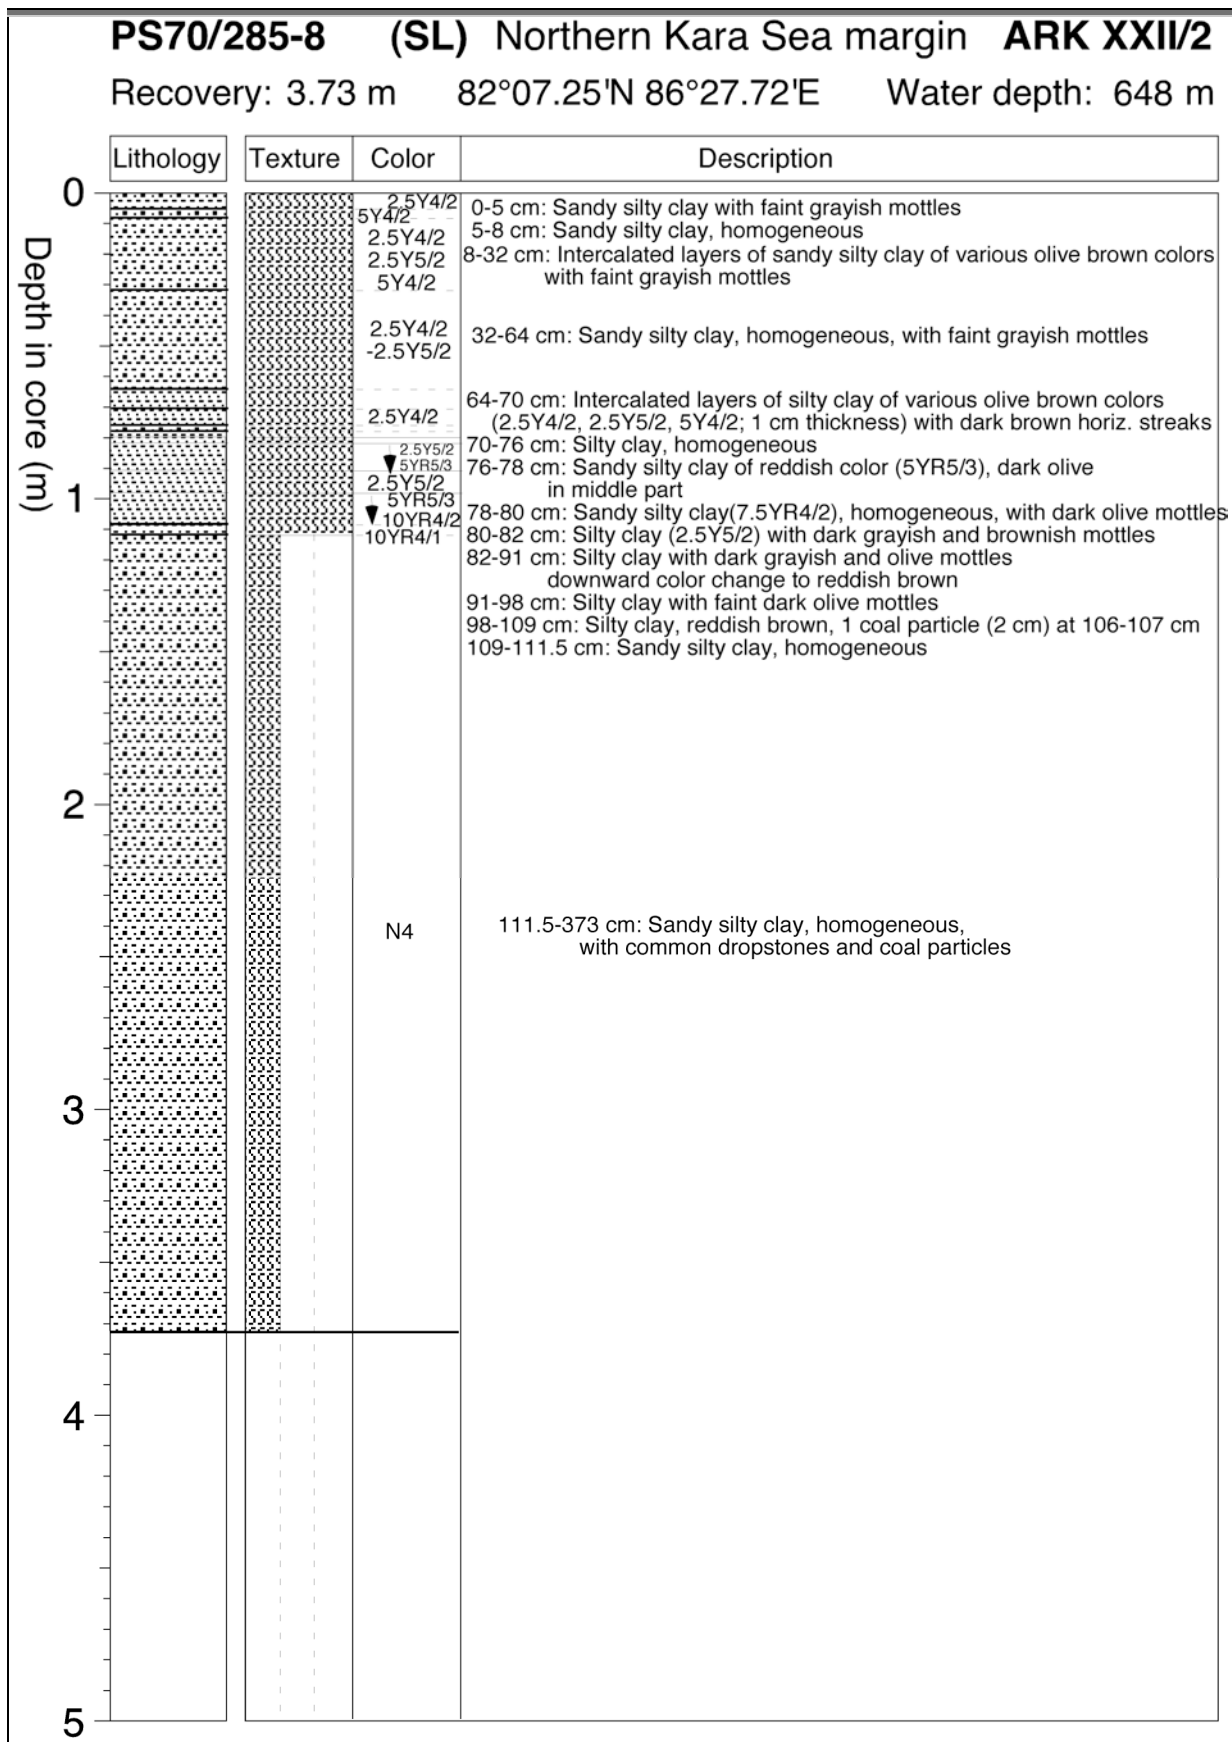 PS70/285-8 (SL) Northern Kara Sea margin ARK XXII/2
Recovery: 3.73 m 82°07.25'N 86°27.72'E Water depth: 648 m
Lithology Texture Color Description
Depth in core (m)
0
1
2
3
4
5
2.5Y4/2
5Y4/2
2.5Y4/2
2.5Y5/2
5Y4/2
2.5Y4/2
-2.5Y5/2
2.5Y4/2
2.5Y5/2
5YR5/3
2.5Y5/2
5YR5/3
10YR4/2
10YR4/1
N4
0-5 cm: Sandy silty clay with faint grayish mottles
5-8 cm: Sandy silty clay, homogeneous
8-32 cm: Intercalated layers of sandy silty clay of various olive brown colors
with faint grayish mottles
32-64 cm: Sandy silty clay, homogeneous, with faint grayish mottles
64-70 cm: Intercalated layers of silty clay of various olive brown colors
(2.5Y4/2, 2.5Y5/2, 5Y4/2; 1 cm thickness) with dark brown horiz. streaks
70-76 cm: Silty clay, homogeneous
76-78 cm: Sandy silty clay of reddish color (5YR5/3), dark olive
in middle part
78-80 cm: Sandy silty clay(7.5YR4/2), homogeneous, with dark olive mottles
80-82 cm: Silty clay (2.5Y5/2) with dark grayish and brownish mottles
82-91 cm: Silty clay with dark grayish and olive mottles
downward color change to reddish brown
91-98 cm: Silty clay with faint dark olive mottles
98-109 cm: Silty clay, reddish brown, 1 coal particle (2 cm) at 106-107 cm
109-111.5 cm: Sandy silty clay, homogeneous
111.5-373 cm: Sandy silty clay, homogeneous,
with common dropstones and coal particles